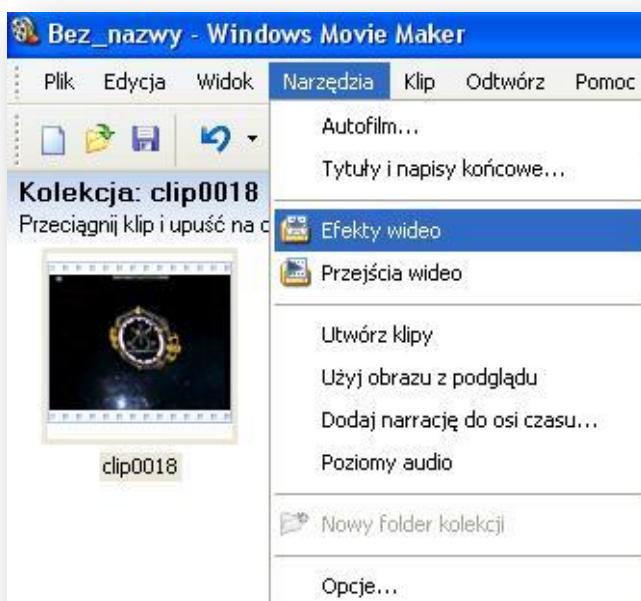 Bez_nazwy - Windows Movie Maker
Plik Edycja Widok Narzędzia Klip Odtwórz Pomoc
Autofilm...
Tytuły i napisy końcowe...
Kolekcja: clip0018
Przeciągnij klip i upuść na
Efekty wideo
Przejścia wideo
Utwórz klipy
Użyj obrazu z podglądu
Dodaj narrację do osi czasu...
clip0018
Poziomy audio
Nowy folder kolekcji
Opcje...